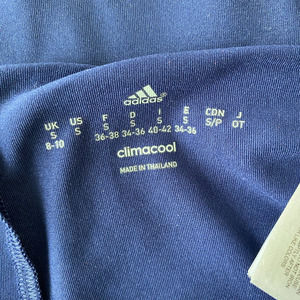 adidas
UK US F D I E CDN J
S S S S S S S/P OT
8-10 36-38 34-36 40-42 34-36
climacool
MADE IN THAILAND